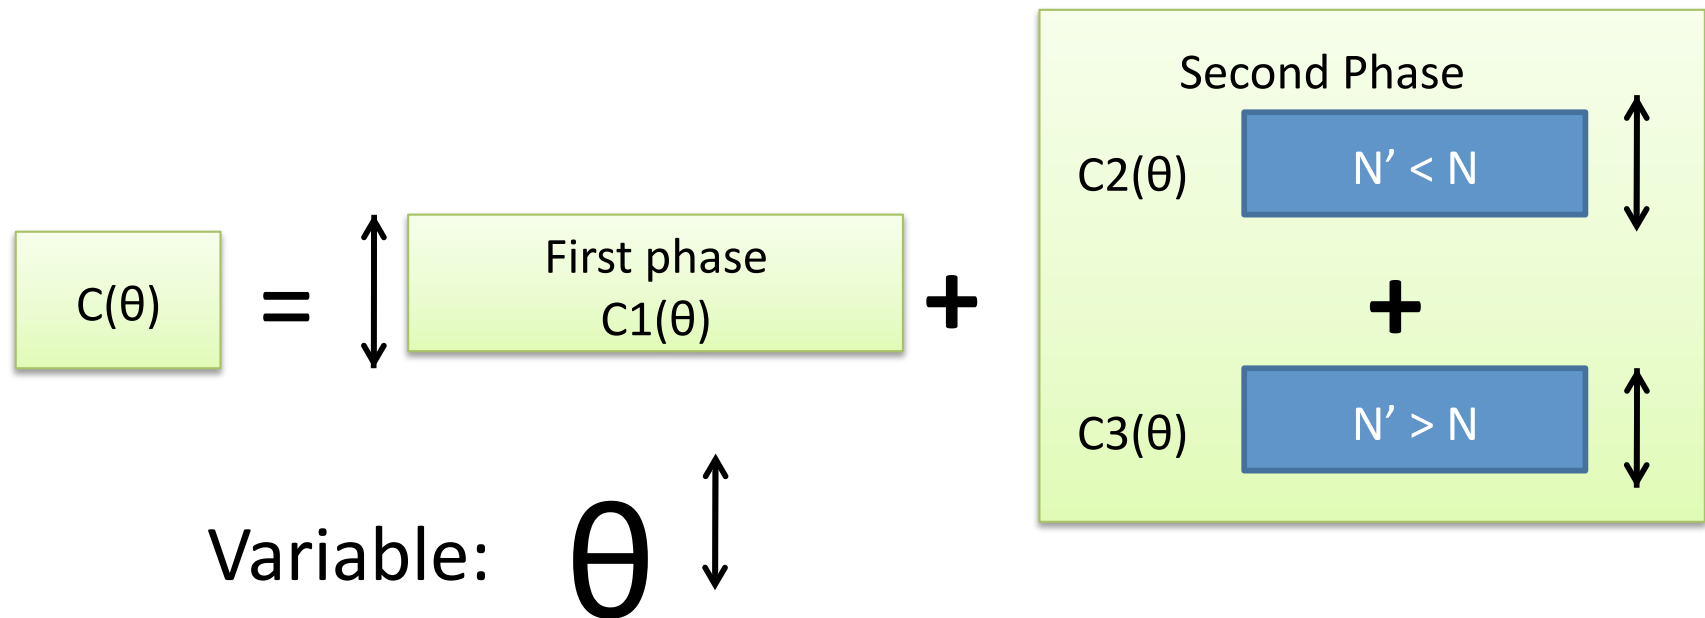 C(θ)
=
First phase
C1(θ)
+
Second Phase
C2(θ)
N’ < N
+
C3(θ)
N’ > N
Variable: θ